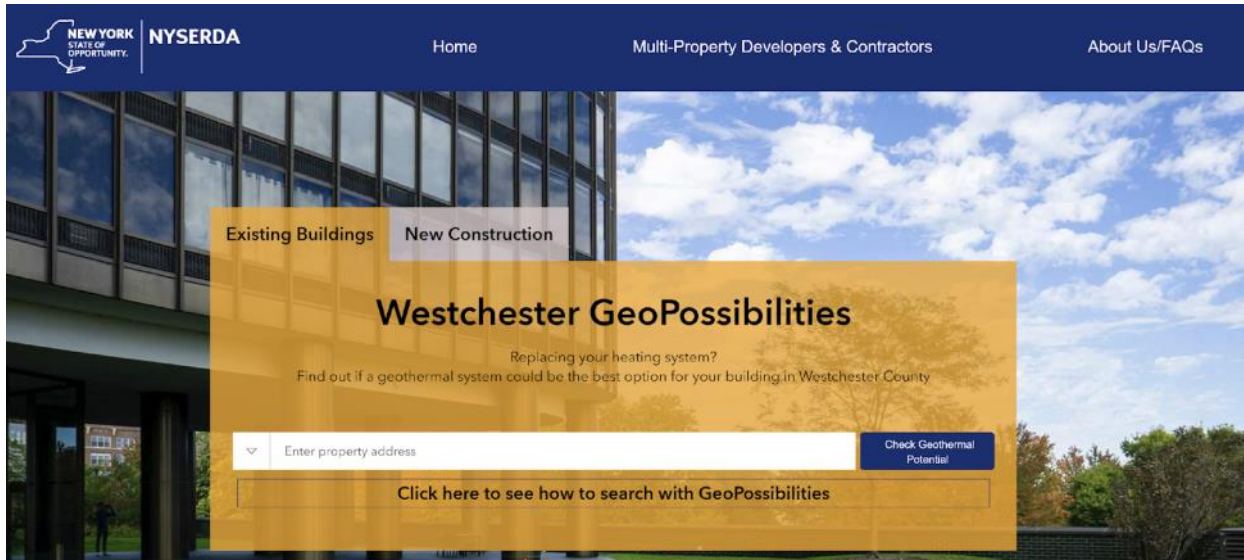 NEW YORK
STATE OF
OPPORTUNITY.
NYSERDA
Home
Multi-Property Developers & Contractors
About Us/FAQs
Existing Buildings
New Construction
Westchester GeoPossibilities
Replacing your heating system?
Find out if a geothermal system could be the best option for your building in Westchester County
Enter property address
Check Geothermal
Potential
Click here to see how to search with GeoPossibilities